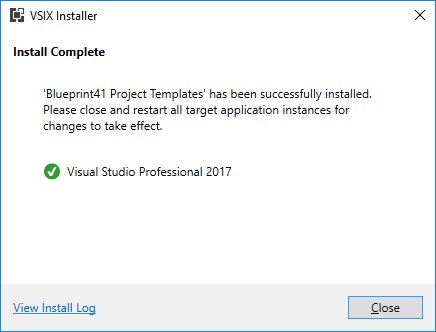 VSIX Installer
Install Complete
'Blueprint41 Project Templates' has been successfully installed.
Please close and restart all target application instances for
changes to take effect.
Visual Studio Professional 2017
View Install Log
Close